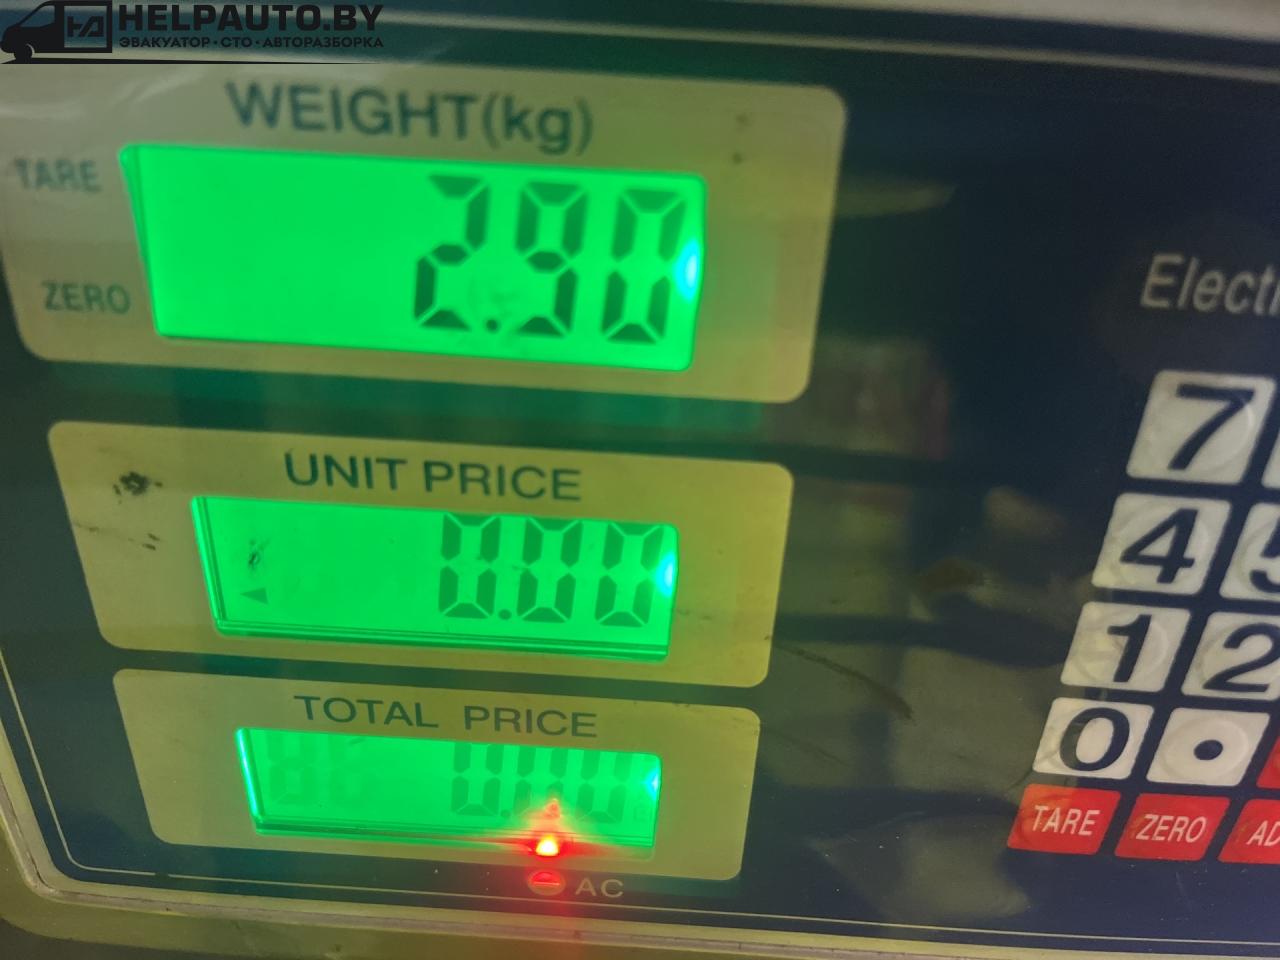 HELPAUTO.BY
ЭВАКУАТОР·СТО·АВТОРАЗБОРКА
WEIGHT(kg)
TARE
2.90
ZERO
UNIT PRICE
0.00
TOTAL PRICE
0.00
AC
7
4
1 2
0 .
TARE ZERO